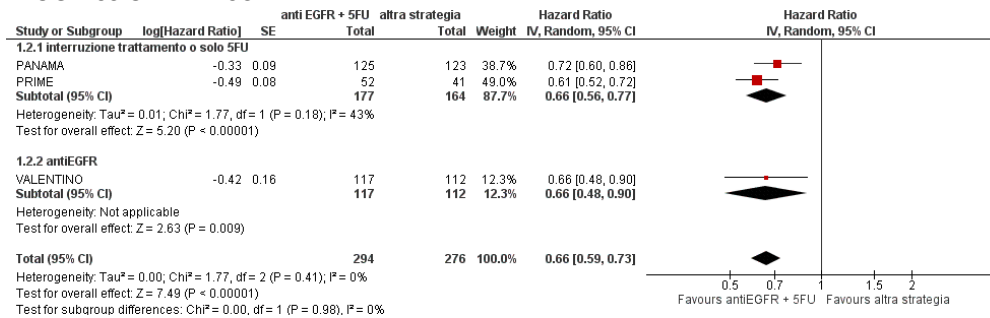 anti EGFR + 5FU altra strategia Hazard Ratio Hazard Ratio
Study or Subgroup log[Hazard Ratio] SE Total Total Weight IV, Random, 95% CI IV, Random, 95% CI
1.2.1 interruzione trattamento o solo 5FU
PANAMA -0.33 0.09 125 123 38.7% 0.72 [0.60, 0.86]
PRIME -0.49 0.08 52 41 49.0% 0.61 [0.52, 0.72]
Subtotal (95% CI) 177 164 87.7% 0.66 [0.56, 0.77]
Heterogeneity: Tau² = 0.01; Chi² = 1.77, df = 1 (P = 0.18); I² = 43%
Test for overall effect: Z = 5.20 (P < 0.00001)
1.2.2 antiEGFR
VALENTINO -0.42 0.16 117 112 12.3% 0.66 [0.48, 0.90]
Subtotal (95% CI) 117 112 12.3% 0.66 [0.48, 0.90]
Heterogeneity: Not applicable
Test for overall effect: Z = 2.63 (P = 0.009)
Total (95% CI) 294 276 100.0% 0.66 [0.59, 0.73]
Heterogeneity: Tau² = 0.00; Chi² = 1.77, df = 2 (P = 0.41); I² = 0%
Test for overall effect: Z = 7.49 (P < 0.00001)
Test for subgroup differences: Chi² = 0.00, df = 1 (P = 0.98), I² = 0%
0.5 0.7 1 1.5 2
Favours antiEGFR + 5FU Favours altra strategia